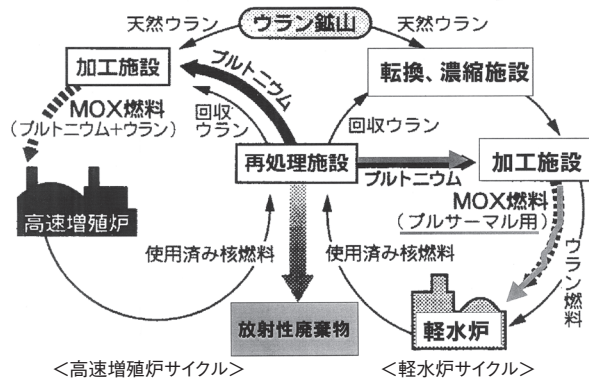 ウラン鉱山
天然ウラン
天然ウラン
加工施設
プルトニウム
転換、濃縮施設
MOX燃料
(プルトニウム+ウラン)
回収
ウラン
回収ウラン
再処理施設
プルトニウム
加工施設
MOX燃料
(プルサーマル用)
高速増殖炉
使用済み核燃料
使用済み核燃料
ウラン燃料
放射性廃棄物
軽水炉
<高速増殖炉サイクル>
<軽水炉サイクル>